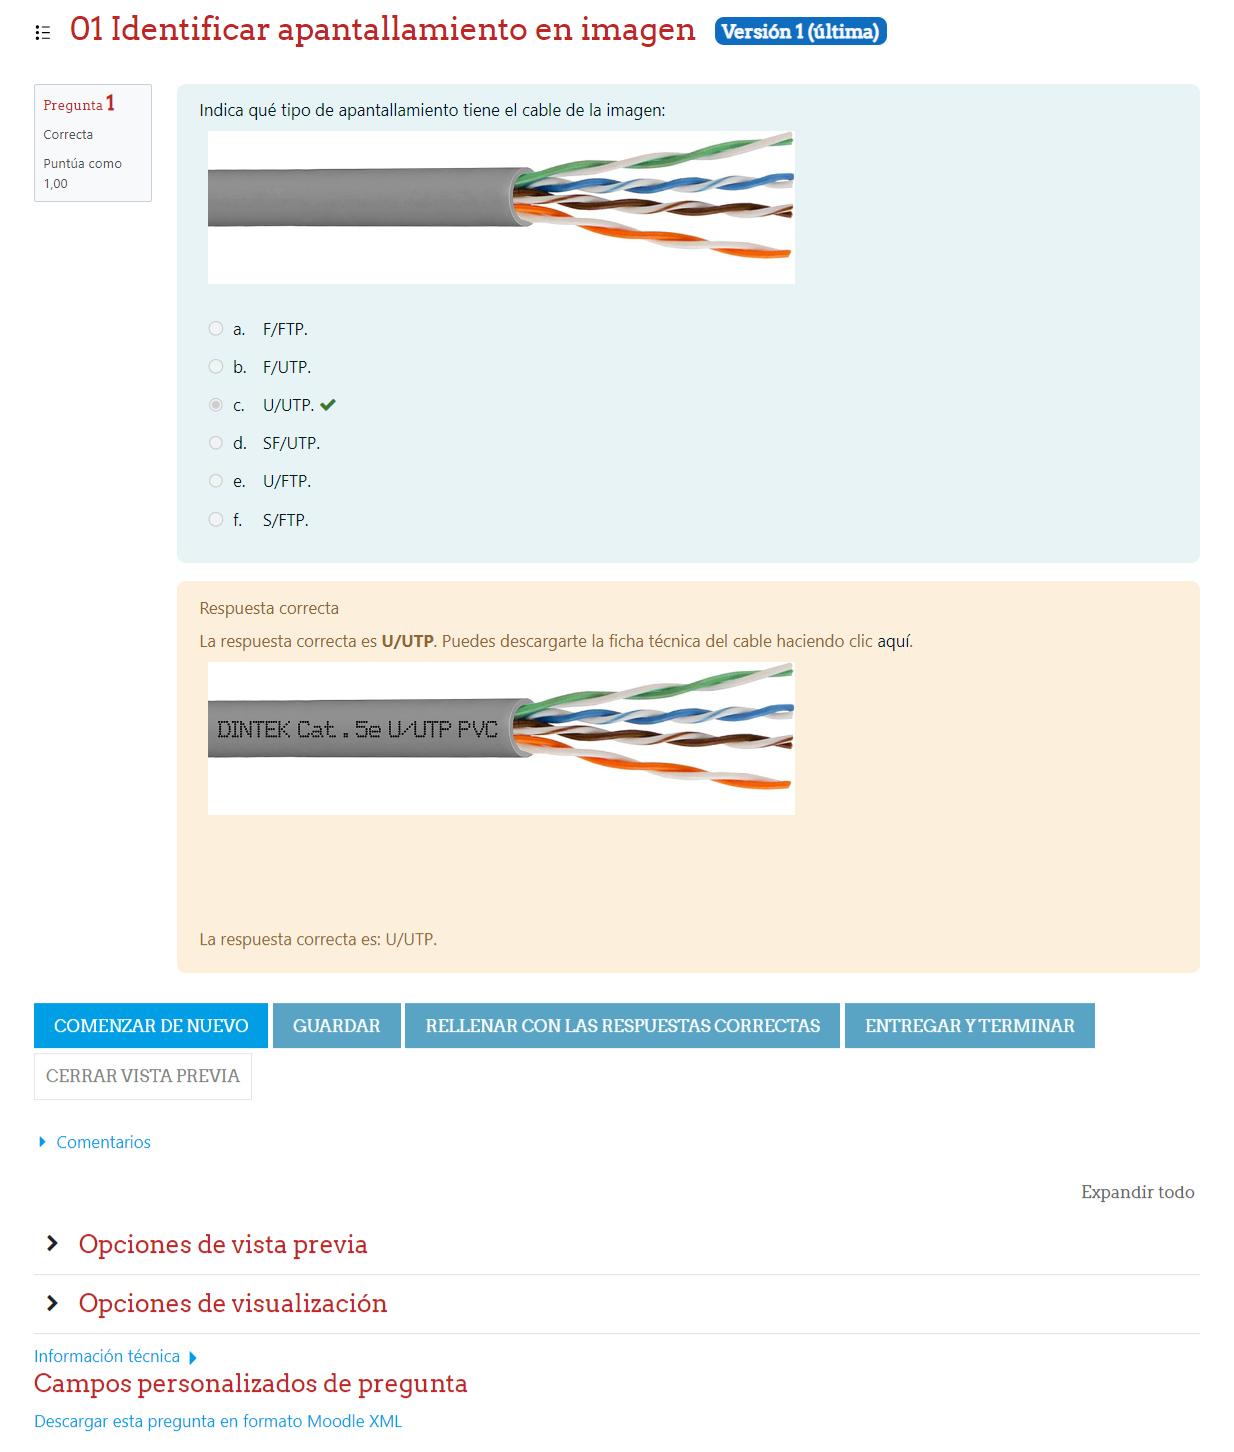 01 Identificar apantallamiento en imagen Versión 1 (última)
Pregunta 1
Correcta
Puntúa como
1,00
Indica qué tipo de apantallamiento tiene el cable de la imagen:
a. F/FTP.
b. F/UTP.
c. U/UTP.
d. SF/UTP.
e. U/FTP.
f. S/FTP.
Respuesta correcta
La respuesta correcta es U/UTP. Puedes descargarte la ficha técnica del cable haciendo clic aquí.
DINTEK Cat.5e U/UTP PVC
La respuesta correcta es: U/UTP.
COMENZAR DE NUEVO GUARDAR RELLENAR CON LAS RESPUESTAS CORRECTAS ENTREGAR Y TERMINAR
CERRAR VISTA PREVIA
Comentarios
Expandir todo
Opciones de vista previa
Opciones de visualización
Información técnica
Campos personalizados de pregunta
Descargar esta pregunta en formato Moodle XML